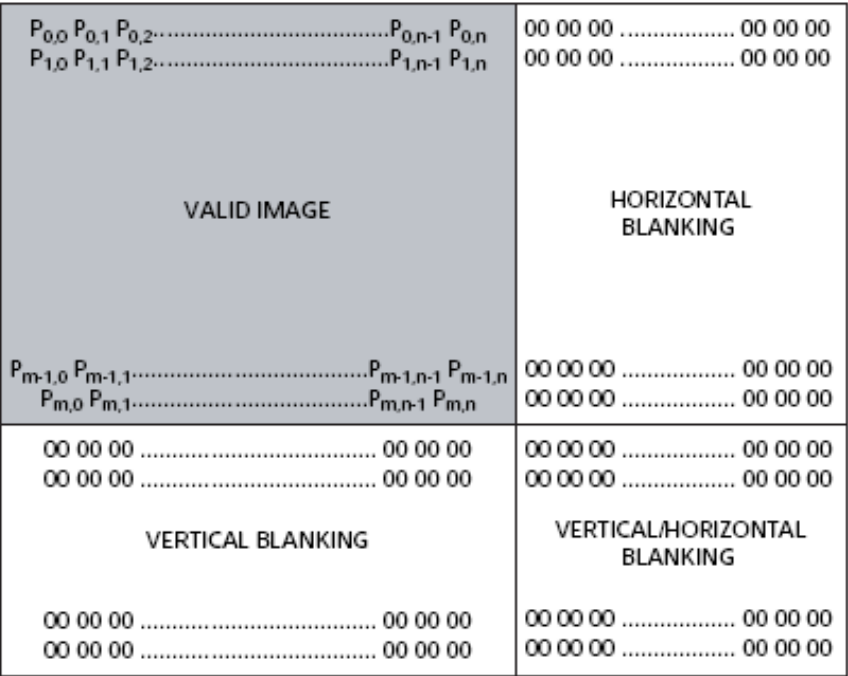 P0,0 P0,1 P0,2.....................................P0,n-1 P0,n
P1,0 P1,1 P1,2.....................................P1,n-1 P1,n
VALID IMAGE
Pm-1,0 Pm-1,1.....................................Pm-1,n-1 Pm-1,n
Pm,0 Pm,1.....................................Pm,n-1 Pm,n
00 00 00 ................... 00 00 00
00 00 00 ................... 00 00 00
HORIZONTAL
BLANKING
00 00 00 ................... 00 00 00
00 00 00 ................... 00 00 00
00 00 00 ..................................... 00 00 00
00 00 00 ..................................... 00 00 00
VERTICAL BLANKING
00 00 00 ..................................... 00 00 00
00 00 00 ..................................... 00 00 00
00 00 00 ................... 00 00 00
00 00 00 ................... 00 00 00
VERTICAL/HORIZONTAL
BLANKING
00 00 00 ................... 00 00 00
00 00 00 ................... 00 00 00